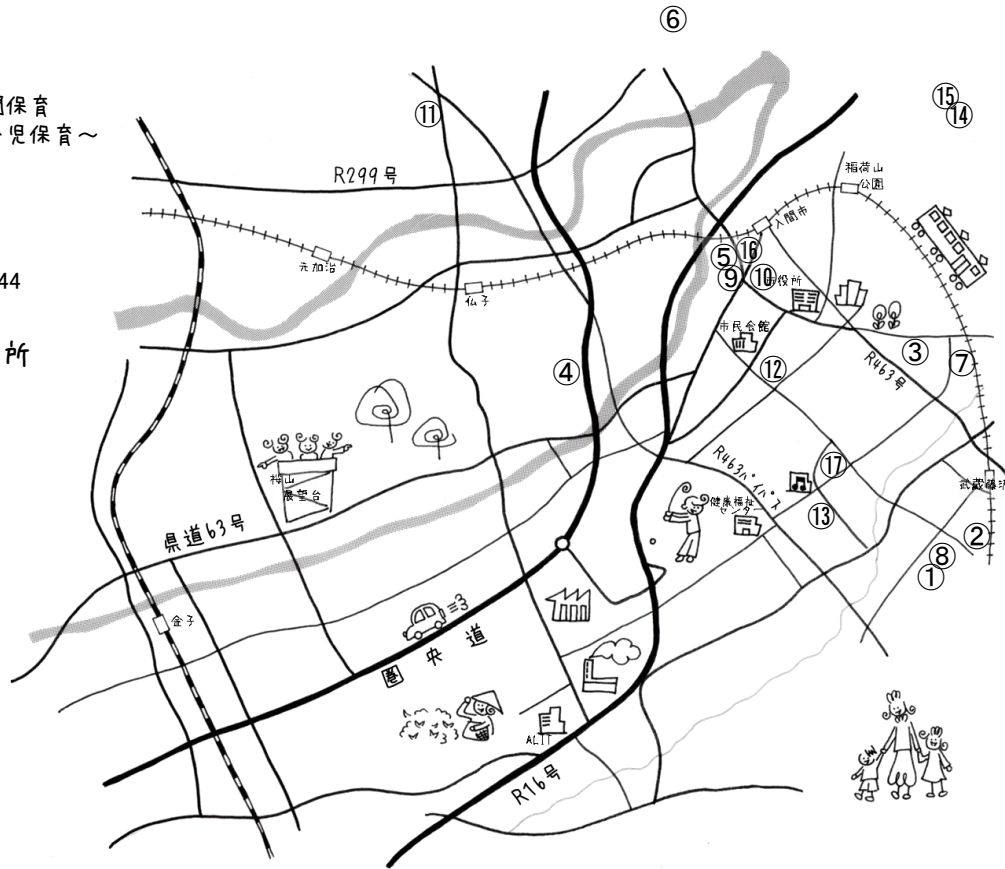 ⑥
間保育
児保育～
⑪
⑮
⑭
R299号
稲荷山
公園
入間市
元加治
⑤
⑯
44
仏子
⑨
⑩
市役所
所
市民会館
③
⑦
④
⑫
R463号
R463バイパス
⑰
桜山
展望台
武蔵藤沢
健康福祉
センター
⑬
県道63号
②
⑧
①
金子
圏央道
ALIT
R16号